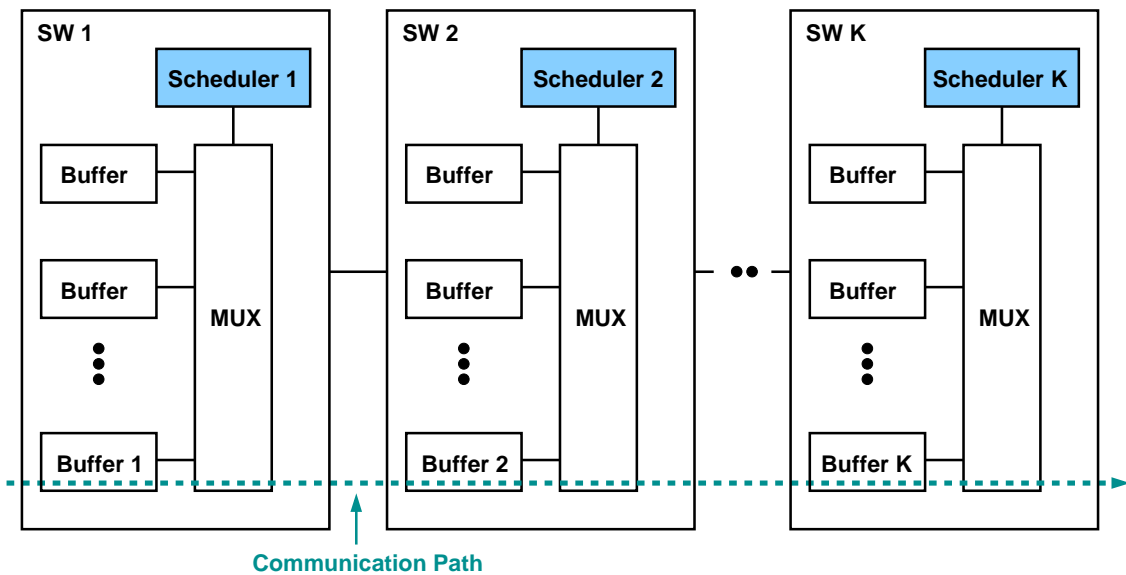 SW 1
Scheduler 1
Buffer
Buffer
MUX
Buffer 1
SW 2
Scheduler 2
Buffer
Buffer
MUX
Buffer 2
SW K
Scheduler K
Buffer
Buffer
MUX
Buffer K
Communication Path